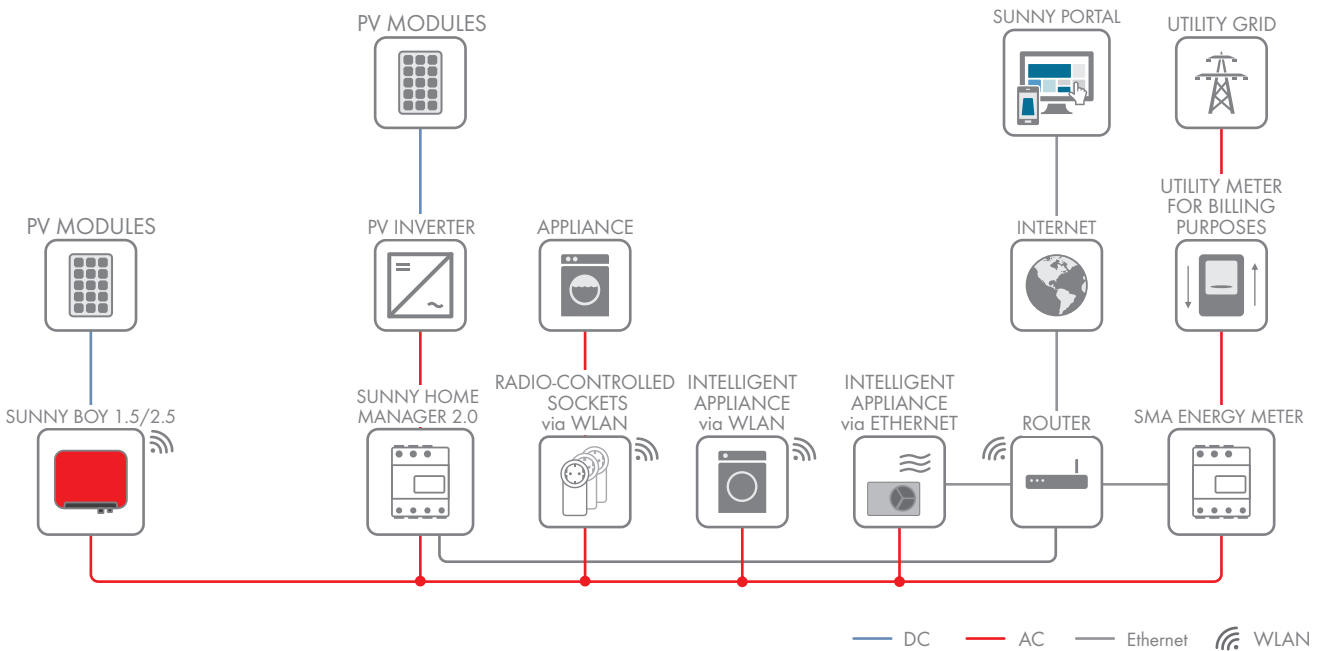 PV MODULES
SUNNY PORTAL
UTILITY GRID
UTILITY METER
FOR BILLING
PURPOSES
PV MODULES
PV INVERTER
APPLIANCE
INTERNET
SUNNY BOY 1.5/2.5
SUNNY HOME
MANAGER 2.0
RADIO-CONTROLLED
SOCKETS
via WLAN
INTELLIGENT
APPLIANCE
via WLAN
INTELLIGENT
APPLIANCE
via ETHERNET
ROUTER
SMA ENERGY METER
DC
AC
Ethernet
WLAN